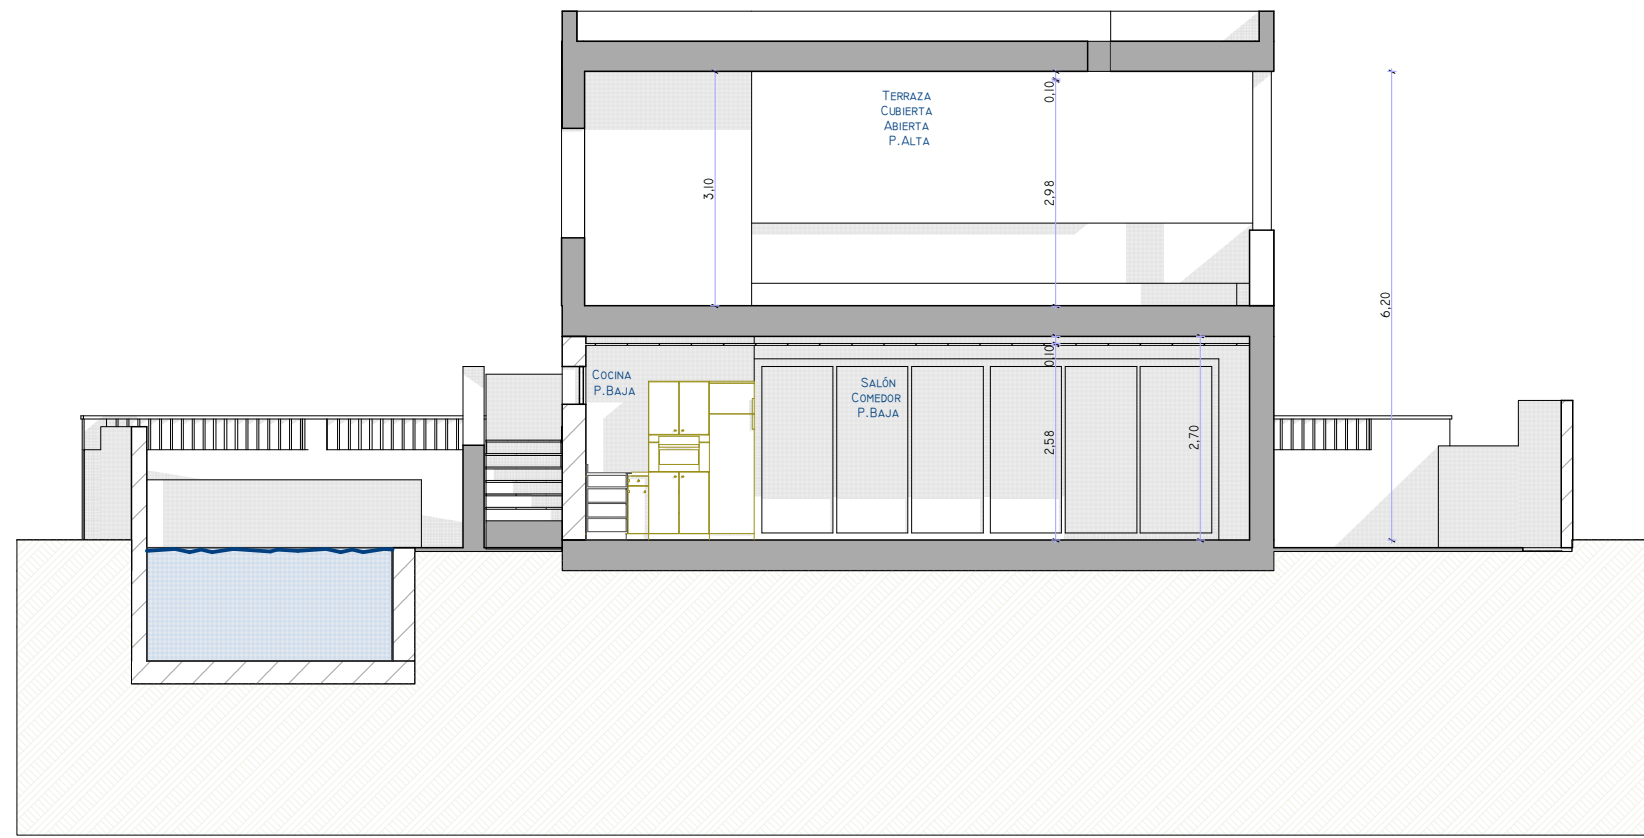 TERRAZA
CUBIERTA
ABIERTA
P.ALTA
0,10
3,10
2,98
6,20
COCINA
P.BAJA
0,10
SALÓN
COMEDOR
P.BAJA
2,58
2,70